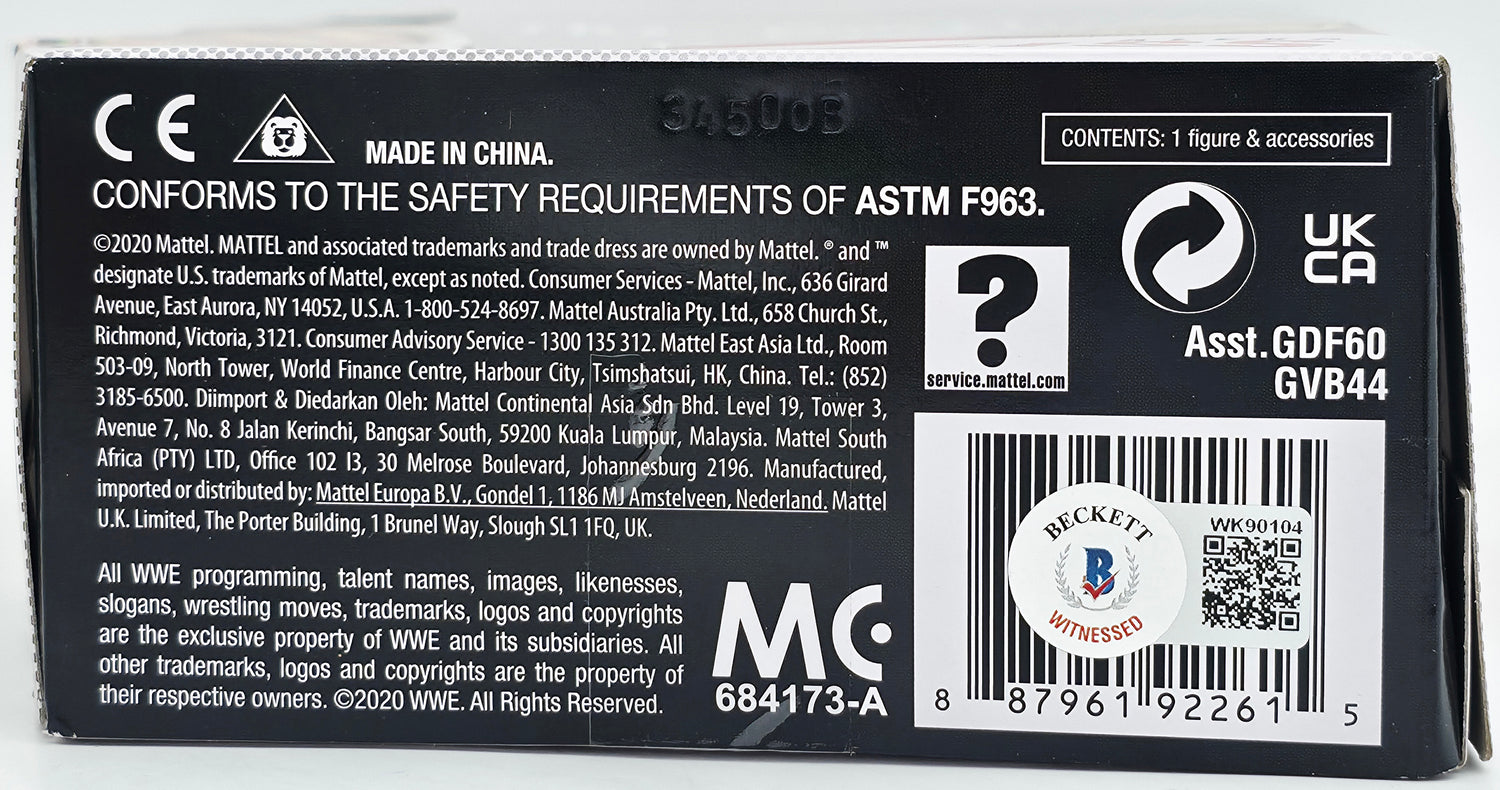 34500B
CE
MADE IN CHINA.
CONTENTS: 1 figure & accessories
CONFORMS TO THE SAFETY REQUIREMENTS OF ASTM F963.
©2020 Mattel. MATTEL and associated trademarks and trade dress are owned by Mattel. ® and ™
designate U.S. trademarks of Mattel, except as noted. Consumer Services - Mattel, Inc., 636 Girard
Avenue, East Aurora, NY 14052, U.S.A. 1-800-524-8697. Mattel Australia Pty. Ltd., 658 Church St.,
Richmond, Victoria, 3121. Consumer Advisory Service - 1300 135 312. Mattel East Asia Ltd., Room
503-09, North Tower, World Finance Centre, Harbour City, Tsimshatsui, HK, China. Tel.: (852)
3185-6500. Diimport & Diedarkan Oleh: Mattel Continental Asia Sdn Bhd. Level 19, Tower 3,
Avenue 7, No. 8 Jalan Kerinchi, Bangsar South, 59200 Kuala Lumpur, Malaysia. Mattel South
Africa (PTY) LTD, Office 102 I3, 30 Melrose Boulevard, Johannesburg 2196. Manufactured,
imported or distributed by: Mattel Europa B.V., Gondel 1, 1186 MJ Amstelveen, Nederland. Mattel
U.K. Limited, The Porter Building, 1 Brunel Way, Slough SL1 1FQ, UK.
All WWE programming, talent names, images, likenesses,
slogans, wrestling moves, trademarks, logos and copyrights
are the exclusive property of WWE and its subsidiaries. All
other trademarks, logos and copyrights are the property of
their respective owners. ©2020 WWE. All Rights Reserved.
MC
684173-A
?
service.mattel.com
UK
CA
Asst.GDF60
GVB44
BECKETT
B
WITNESSED
WK90104
8 87961 92261 5